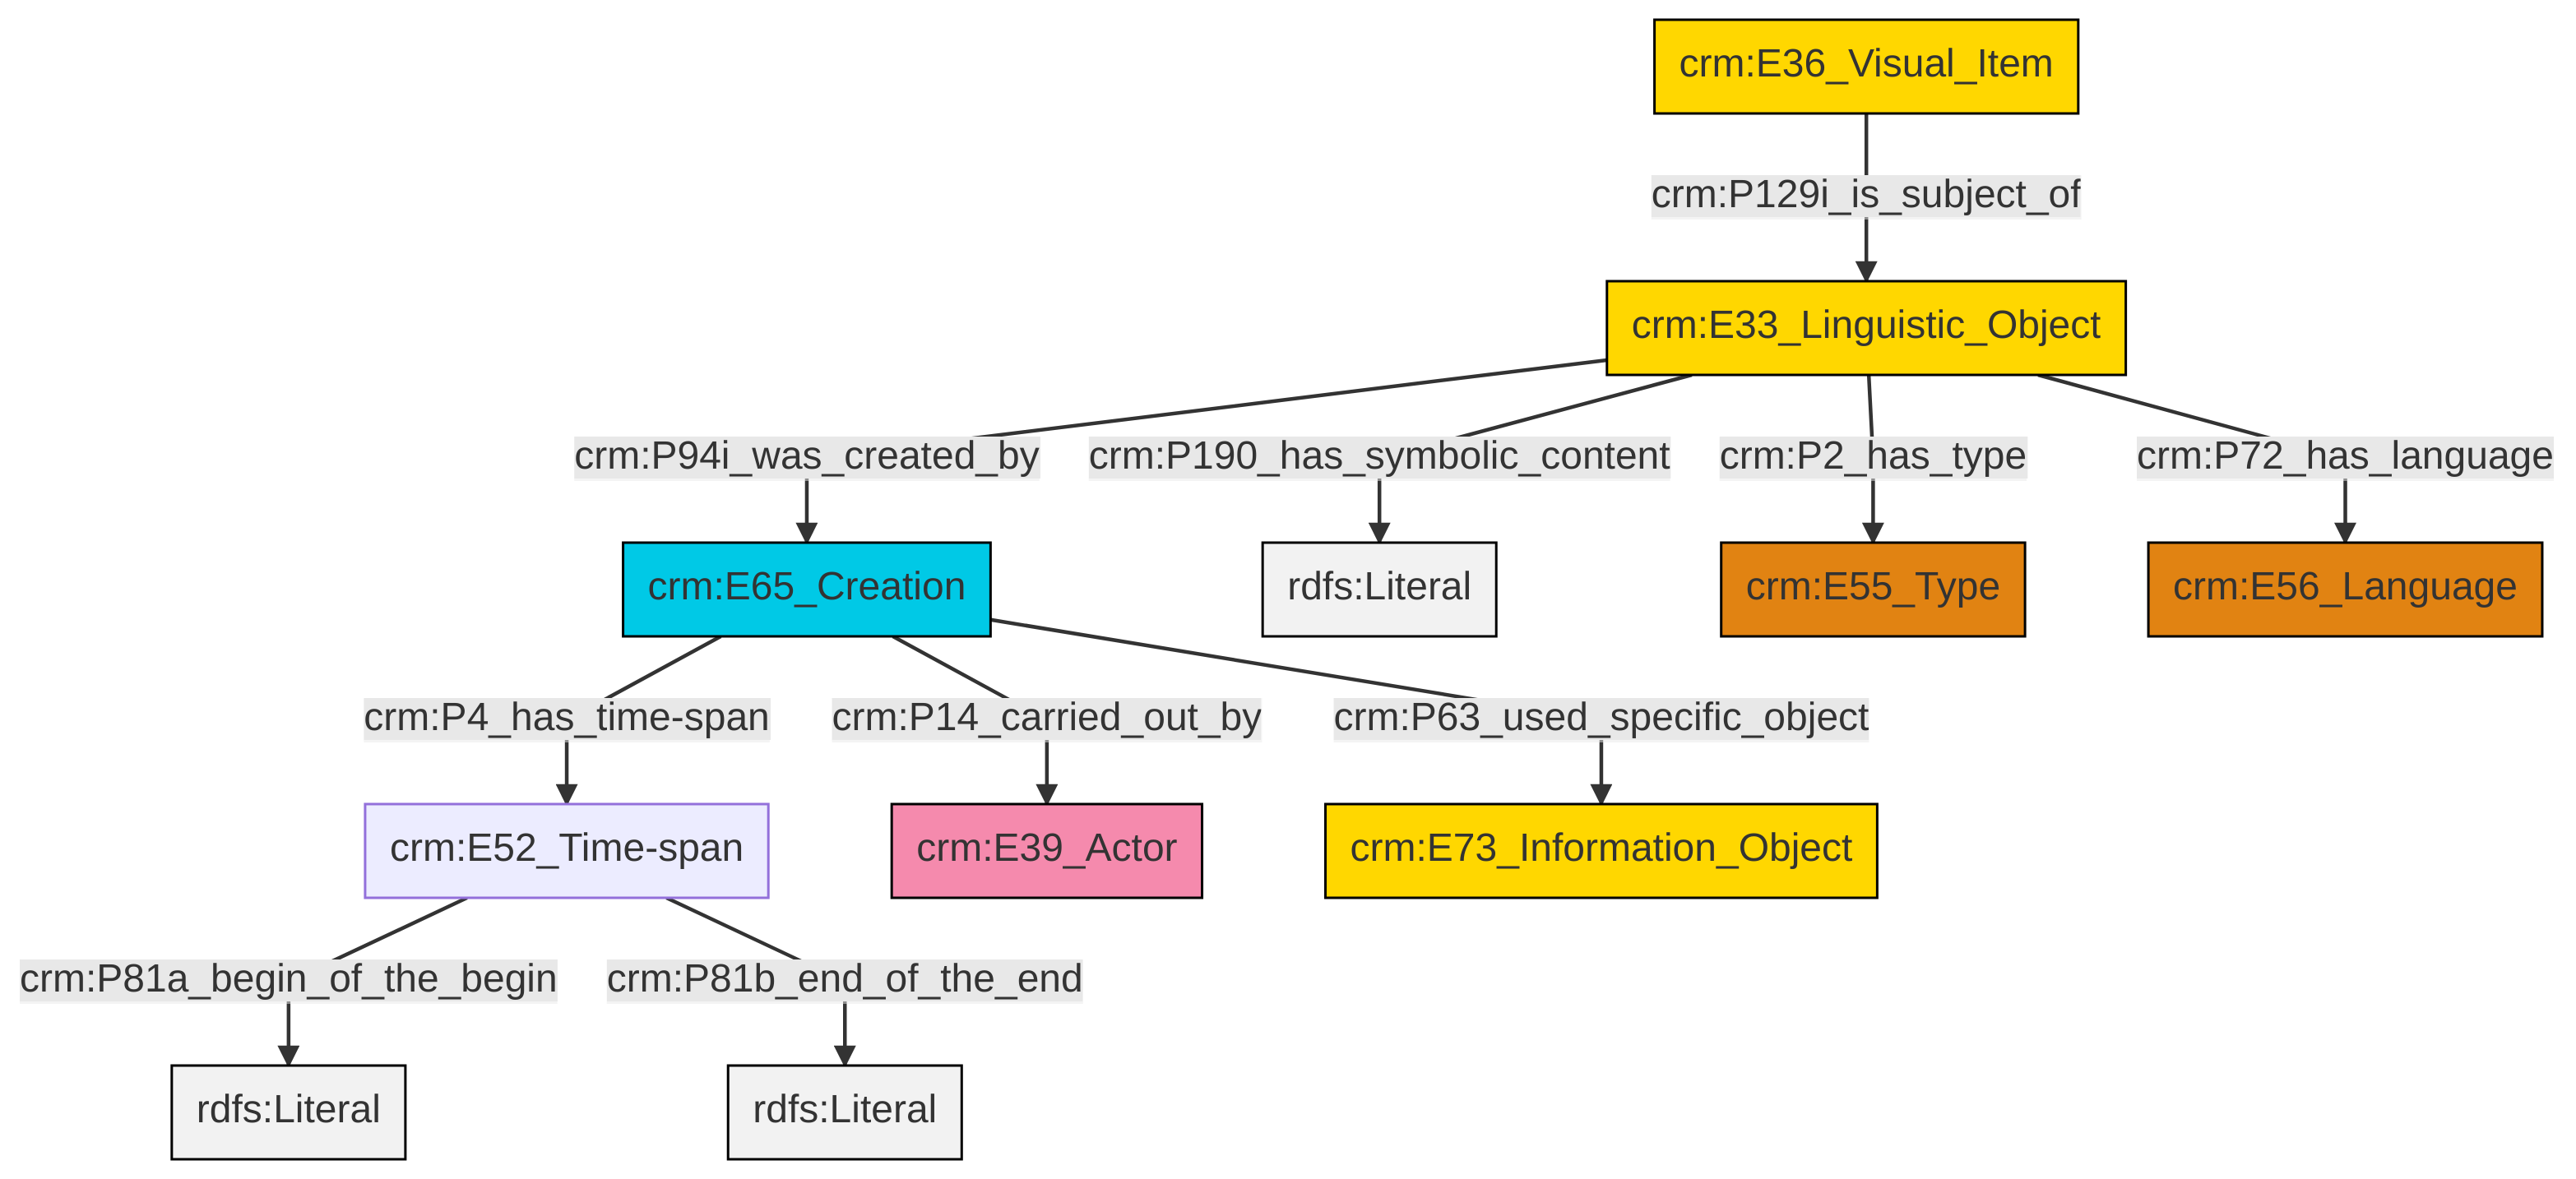 crm:E36_Visual_Item
crm:P129i_is_subject_of
crm:E33_Linguistic_Object
crm:P94i_was_created_by
crm:P190_has_symbolic_content
crm:P2_has_type
crm:P72_has_language
crm:E65_Creation
rdfs:Literal
crm:E55_Type
crm:E56_Language
crm:P4_has_time-span
crm:P14_carried_out_by
crm:P63_used_specific_object
crm:E52_Time-span
crm:E39_Actor
crm:E73_Information_Object
crm:P81a_begin_of_the_begin
crm:P81b_end_of_the_end
rdfs:Literal
rdfs:Literal